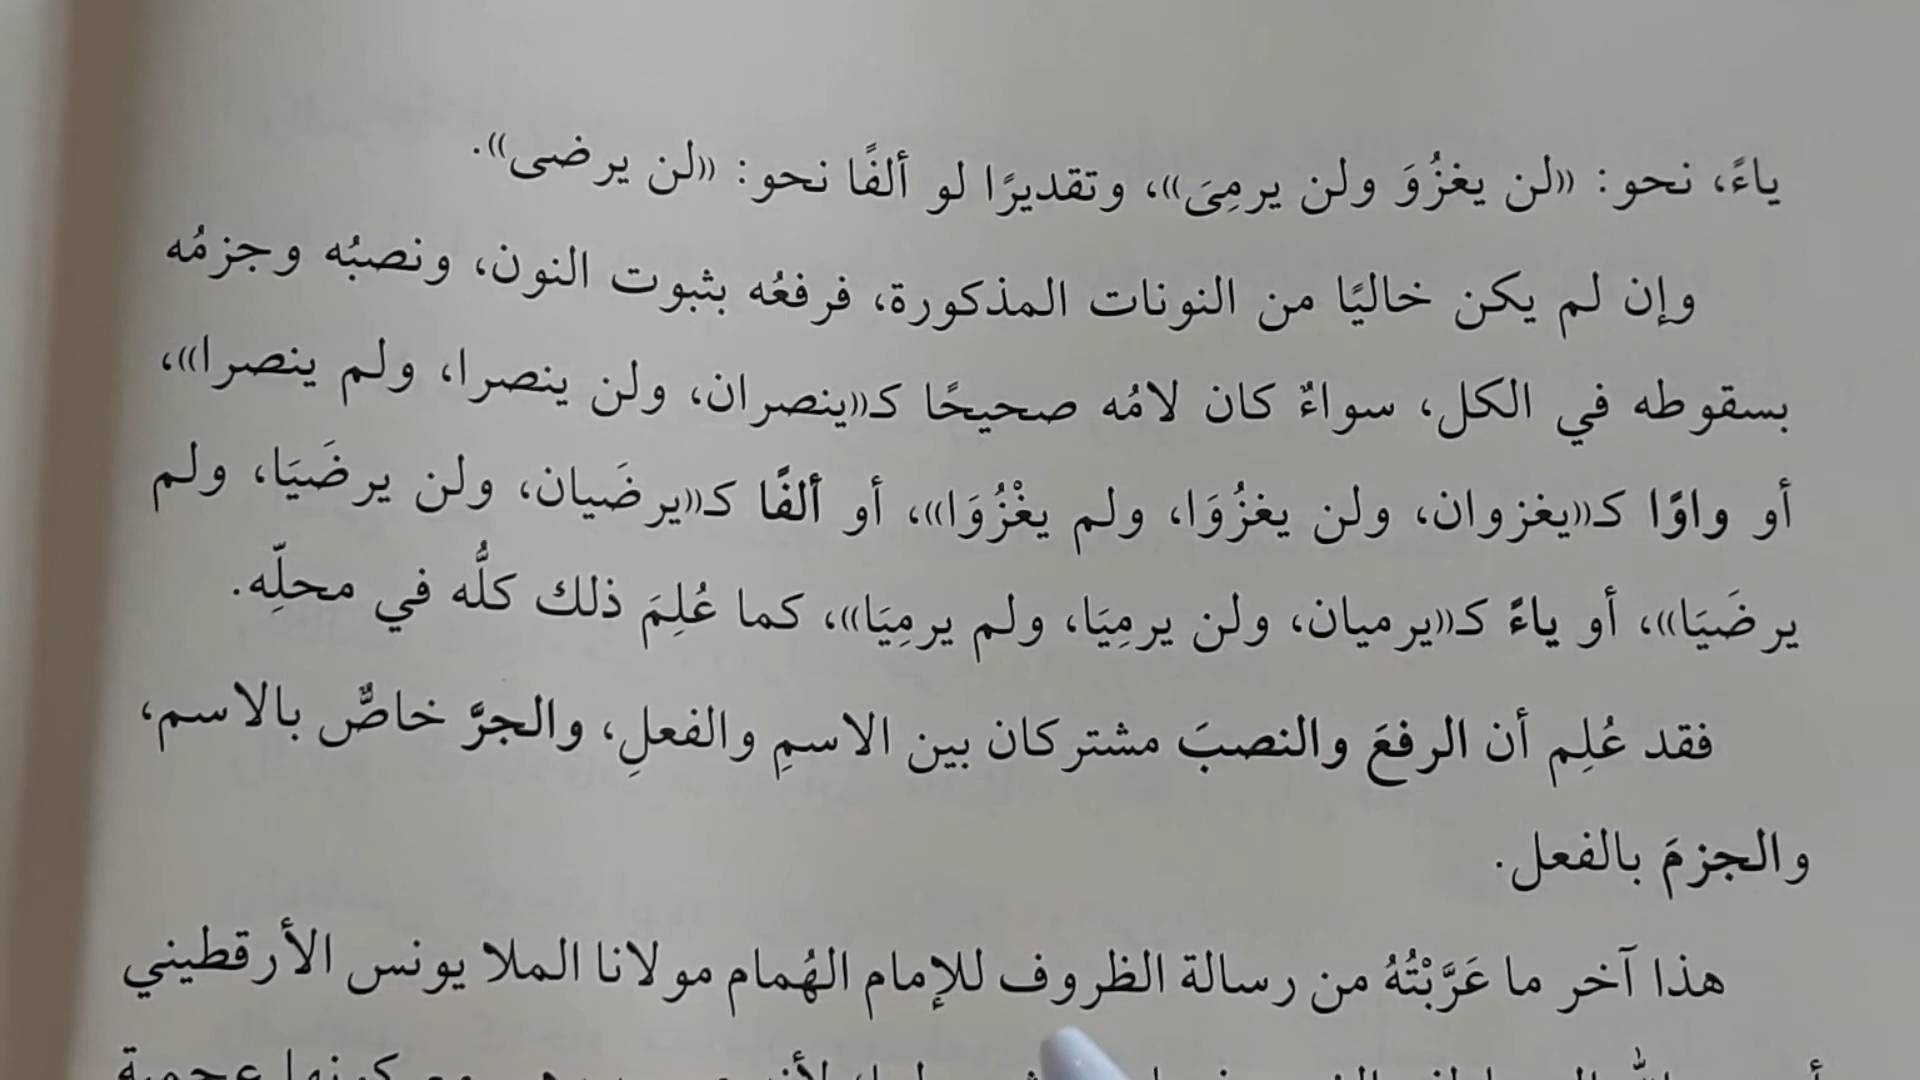 ياءً، نحو: «لن يغزُوَ ولن يرمِىَ»، وتقديرًا لو ألفًا نحو: «لن يرضى».
وإن لم يكن خاليًا من النونات المذكورة، فرفعُه بثبوت النون، ونصبُه وجزمُه
بسقوطه في الكل، سواءٌ كان لامُه صحيحًا كـ«ينصران، ولن ينصرا، ولم ينصرا»،
أو واوًا كـ«يغزوان، ولن يغزُوَا، ولم يغْزُوَا»، أو ألفًا كـ«يرضَيان، ولن يرضَيَا، ولم
يرضَيَا»، أو ياءً كـ«يرميان، ولن يرمِيَا، ولم يرمِيَا»، كما عُلِمَ ذلك كلُّه في محلِّه.
فقد عُلِم أن الرفعَ والنصبَ مشتركان بين الاسمِ والفعلِ، والجرَّ خاصٌّ بالاسم،
والجزمَ بالفعل.
هذا آخر ما عَرَّبْتُهُ من رسالة الظروف للإمام الهُمام مولانا الملا يونس الأرقطيني